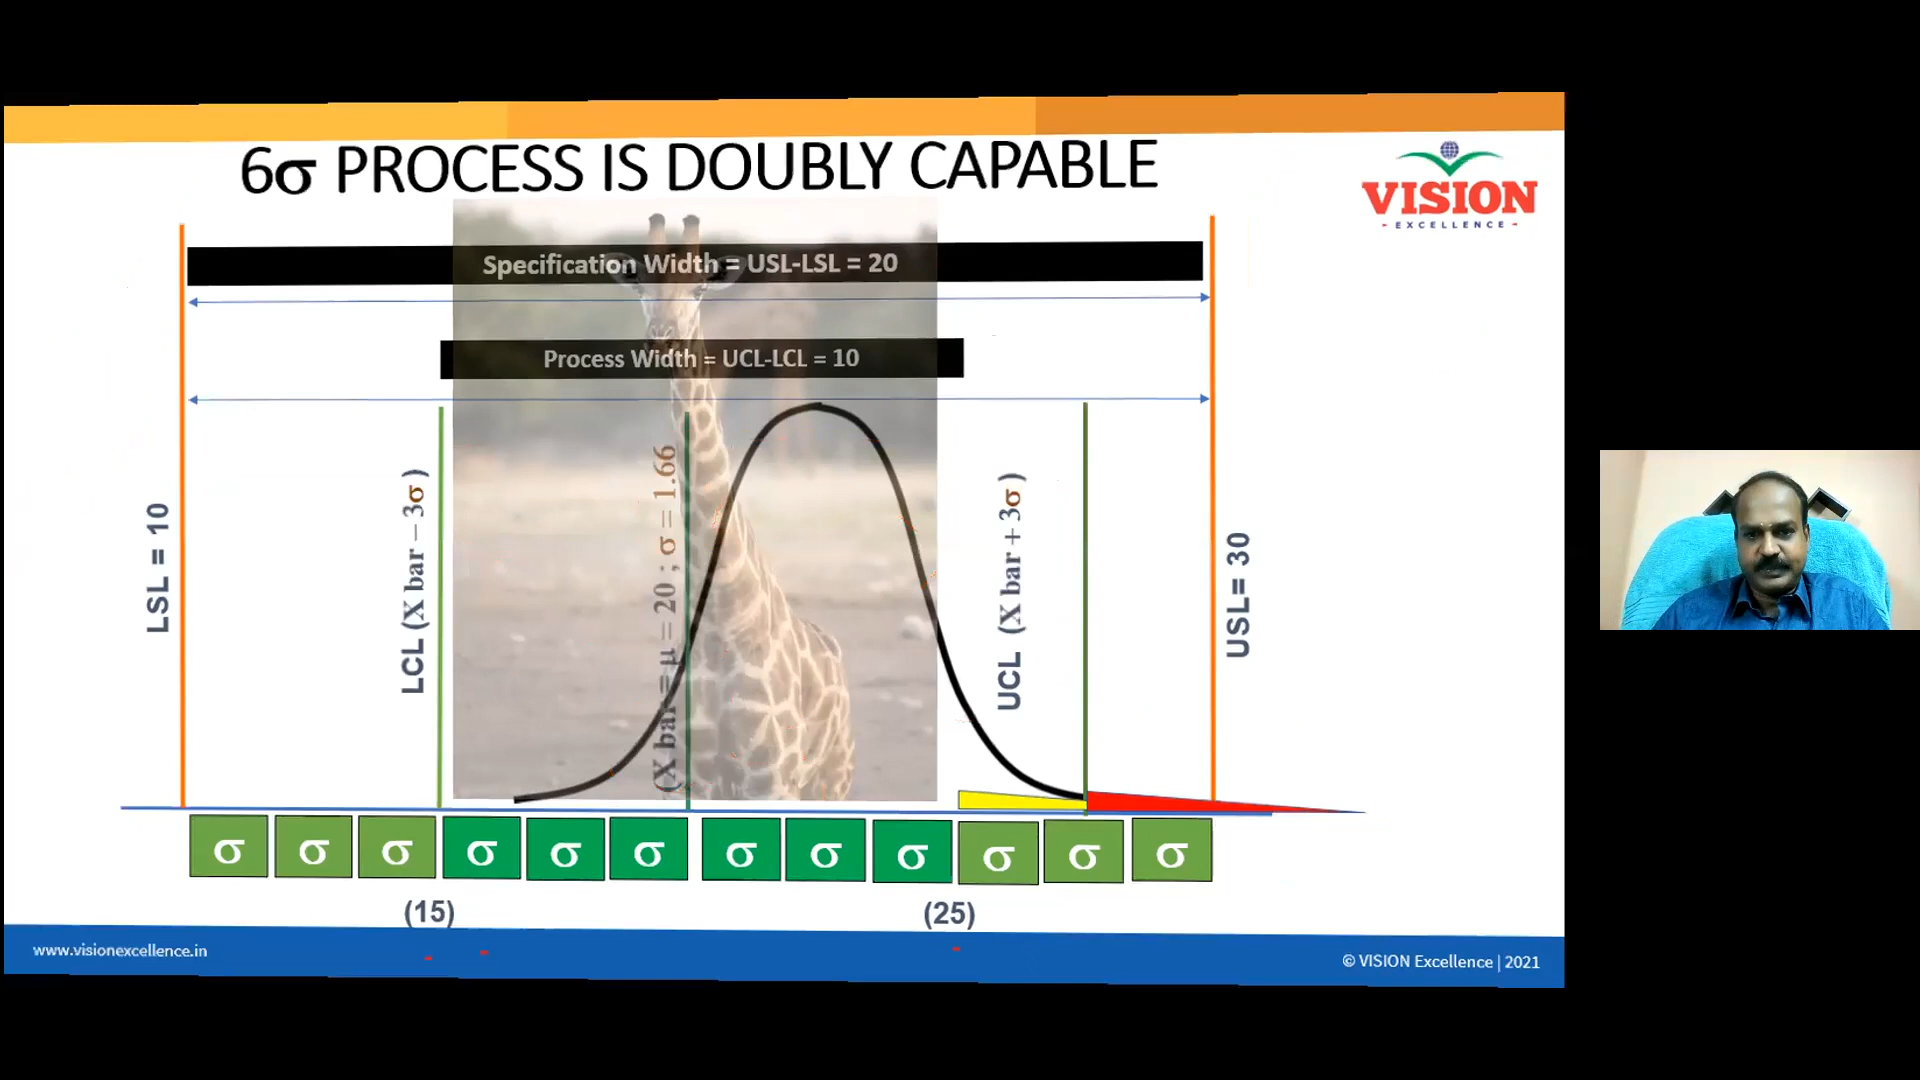 6σ PROCESS IS DOUBLY CAPABLE
VISION
EXCELLENCE
Specification Width = USL-LSL = 20
Process Width = UCL-LCL = 10
LSL = 10
LCL (X bar – 3σ )
(X bar = μ = 20 ; σ = 1.66
UCL (X bar + 3σ )
USL= 30
σ σ σ σ σ σ σ σ σ σ σ σ
(15) (25)
www.visionexcellence.in
© VISION Excellence | 2021